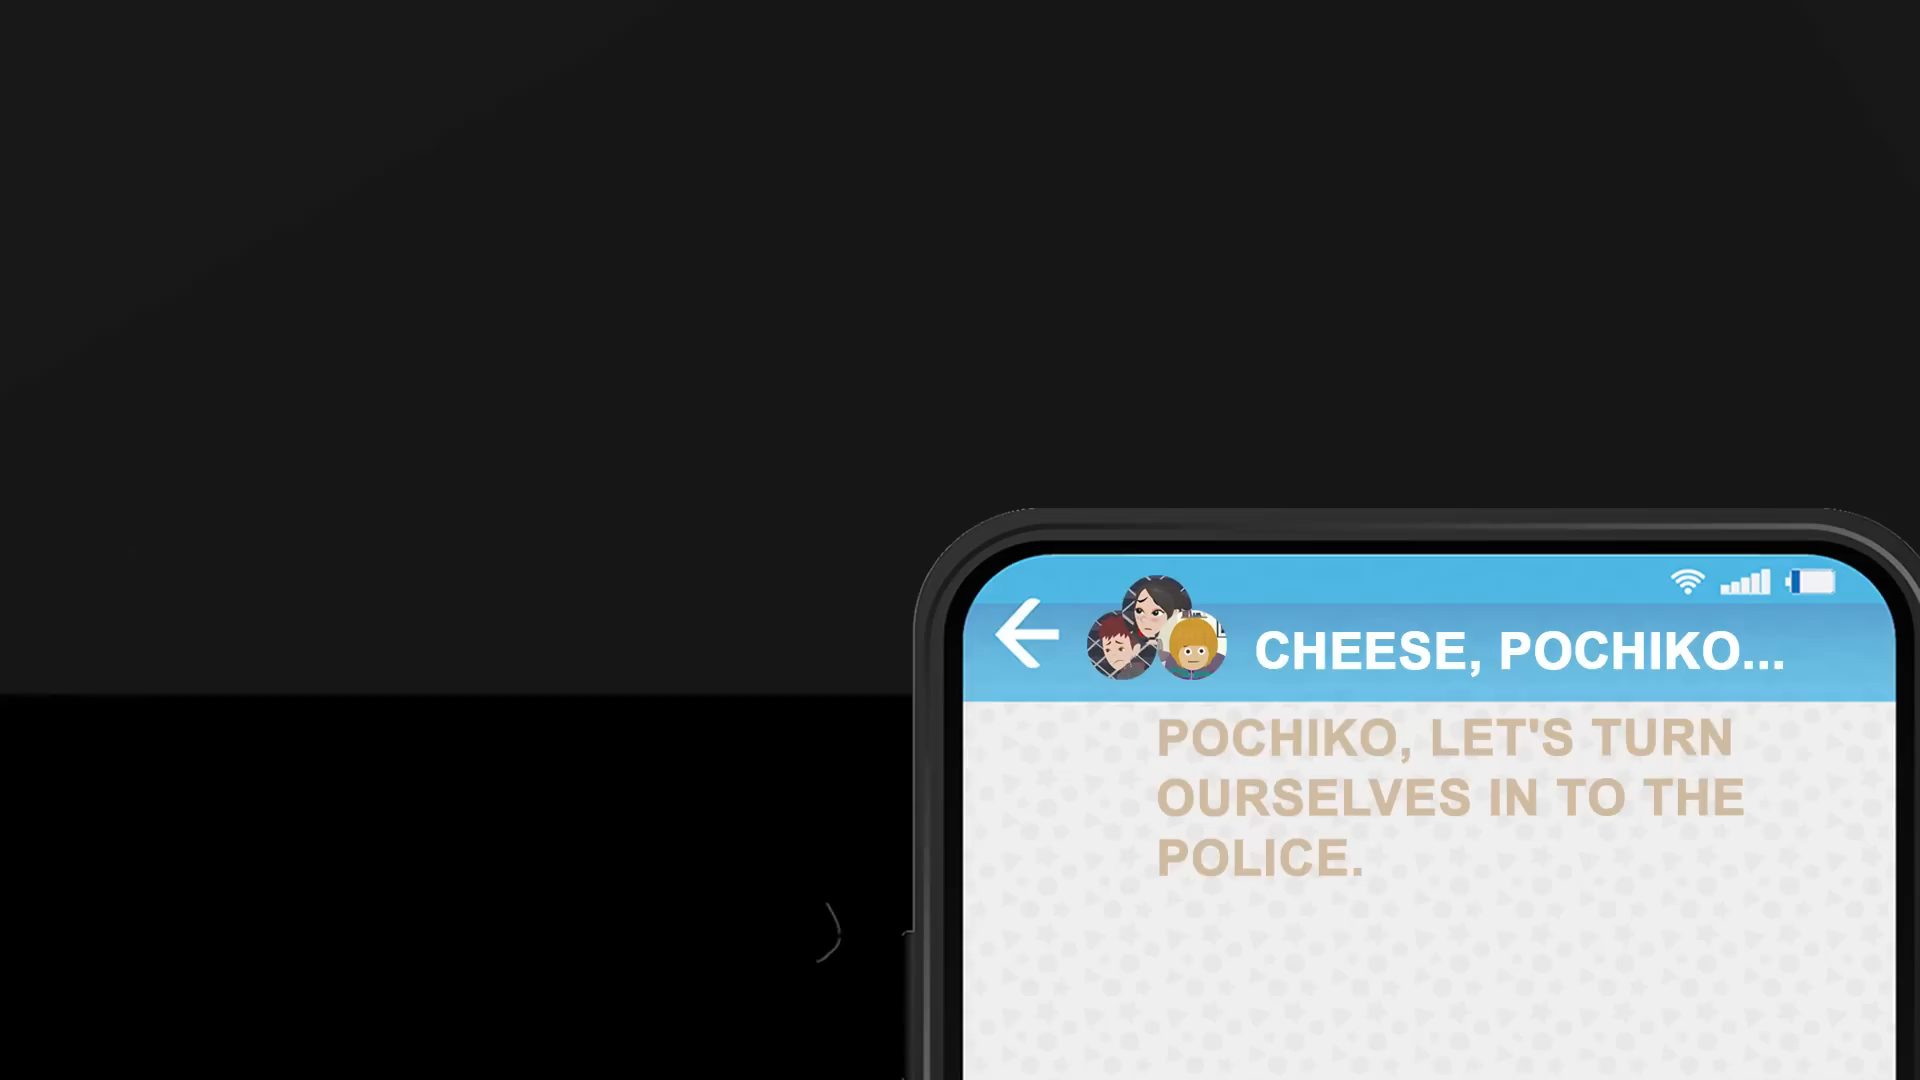 CHEESE, POCHIKO...
POCHIKO, LET'S TURN
OURSELVES IN TO THE
POLICE.